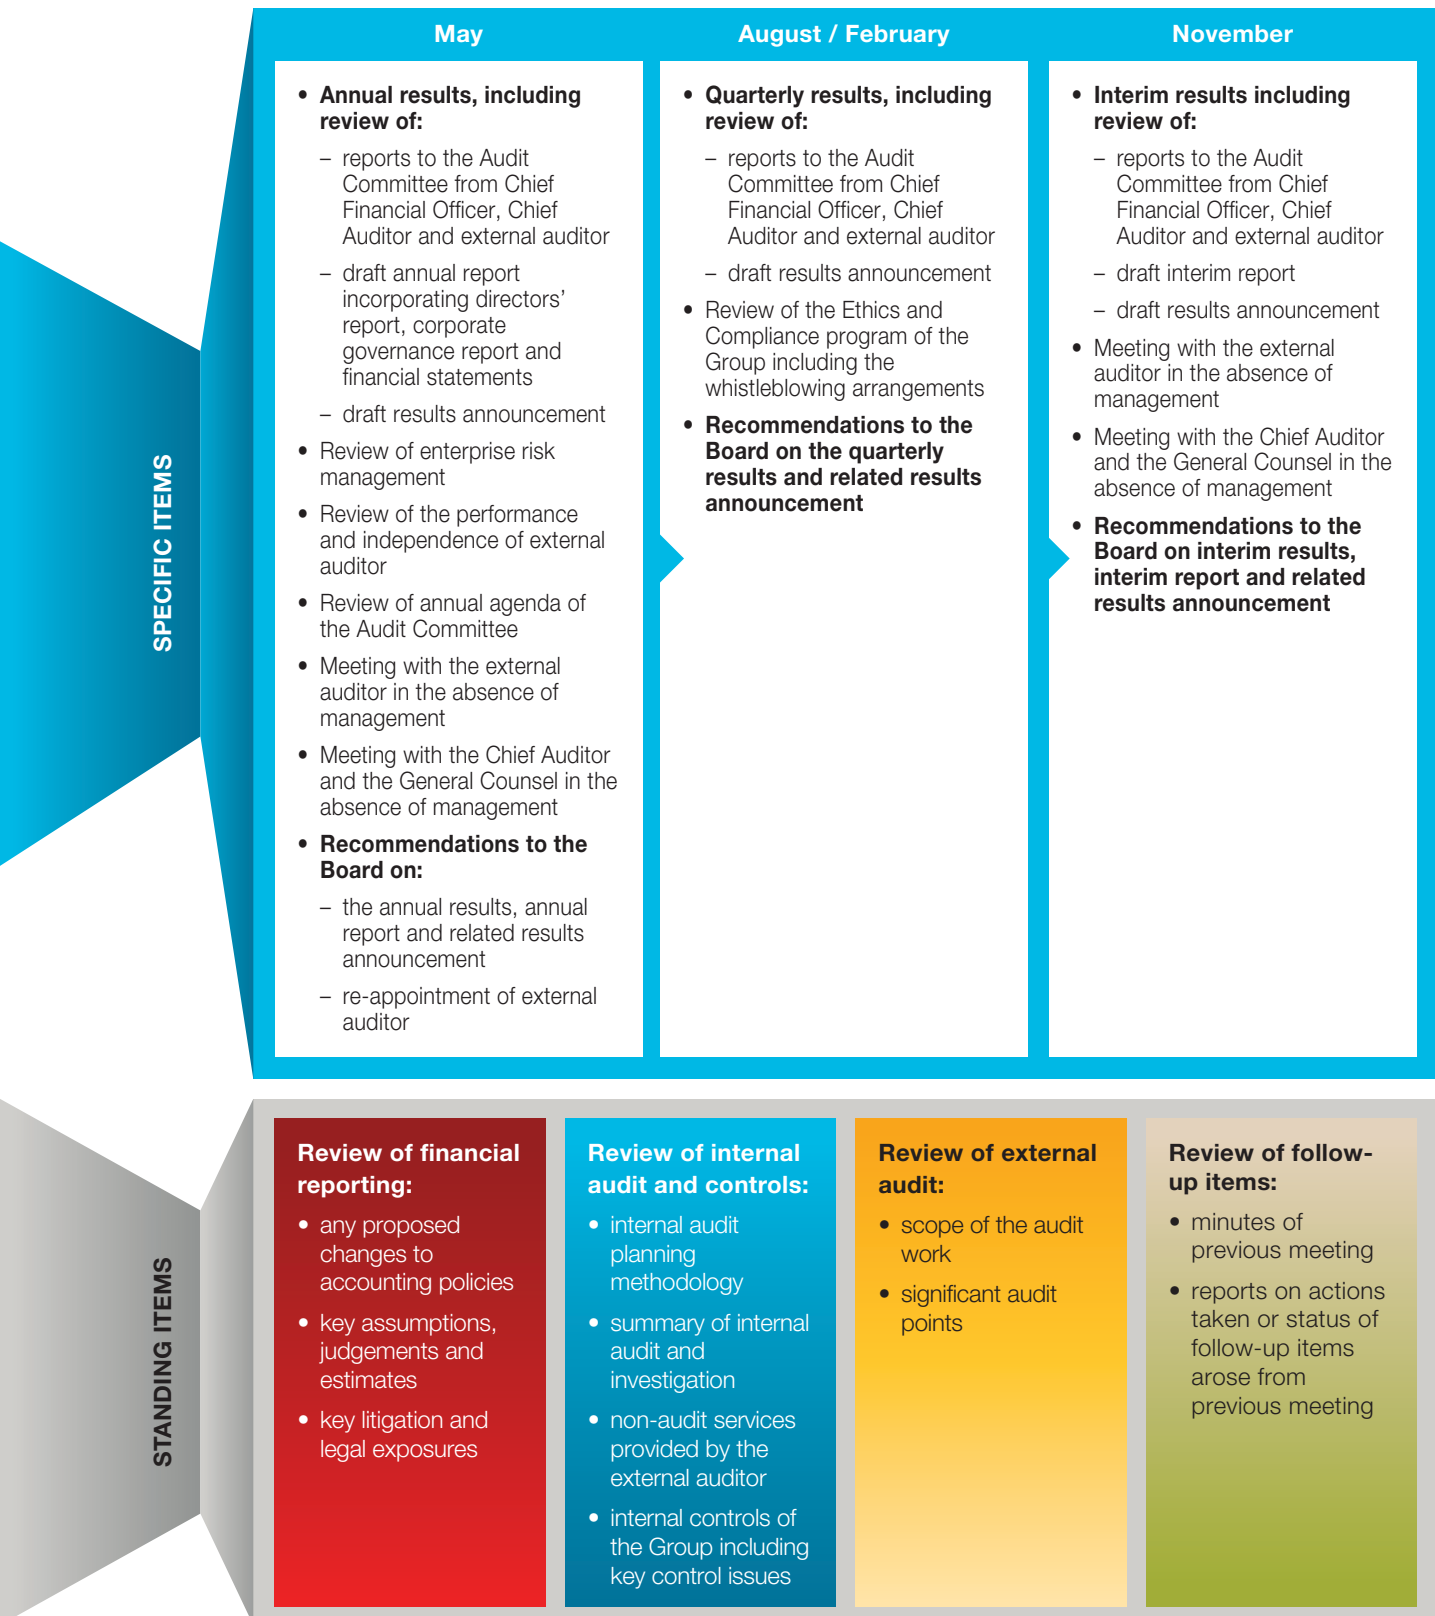 SPECIFIC ITEMS
May
• Annual results, including
review of:
– reports to the Audit
Committee from Chief
Financial Officer, Chief
Auditor and external auditor
– draft annual report
incorporating directors’
report, corporate
governance report and
financial statements
– draft results announcement
• Review of enterprise risk
management
• Review of the performance
and independence of external
auditor
• Review of annual agenda of
the Audit Committee
• Meeting with the external
auditor in the absence of
management
• Meeting with the Chief Auditor
and the General Counsel in the
absence of management
• Recommendations to the
Board on:
– the annual results, annual
report and related results
announcement
– re-appointment of external
auditor
August / February
• Quarterly results, including
review of:
– reports to the Audit
Committee from Chief
Financial Officer, Chief
Auditor and external auditor
– draft results announcement
• Review of the Ethics and
Compliance program of the
Group including the
whistleblowing arrangements
• Recommendations to the
Board on the quarterly
results and related results
announcement
November
• Interim results including
review of:
– reports to the Audit
Committee from Chief
Financial Officer, Chief
Auditor and external auditor
– draft interim report
– draft results announcement
• Meeting with the external
auditor in the absence of
management
• Meeting with the Chief Auditor
and the General Counsel in the
absence of management
• Recommendations to the
Board on interim results,
interim report and related
results announcement
STANDING ITEMS
Review of financial
reporting:
• any proposed
changes to
accounting policies
• key assumptions,
judgements and
estimates
• key litigation and
legal exposures
Review of internal
audit and controls:
• internal audit
planning
methodology
• summary of internal
audit and
investigation
• non-audit services
provided by the
external auditor
• internal controls of
the Group including
key control issues
Review of external
audit:
• scope of the audit
work
• significant audit
points
Review of follow-
up items:
• minutes of
previous meeting
• reports on actions
taken or status of
follow-up items
arose from
previous meeting